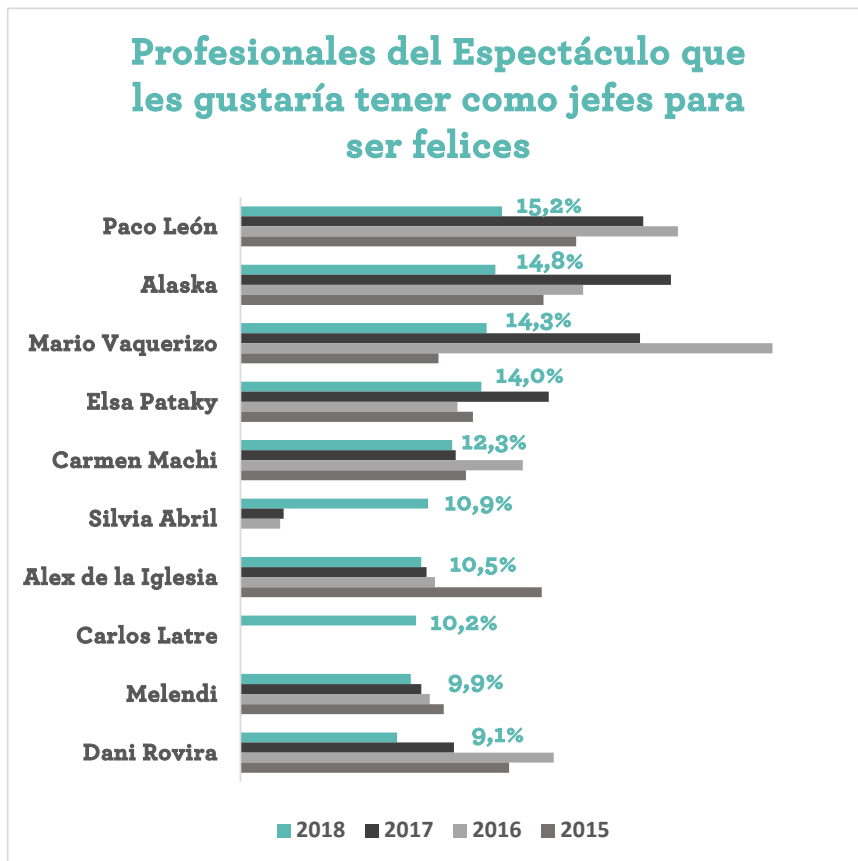 Profesionales del Espectáculo que
les gustaría tener como jefes para
ser felices
Paco León
15,2%
Alaska
14,8%
Mario Vaquerizo
14,3%
Elsa Pataky
14,0%
Carmen Machi
12,3%
Silvia Abril
10,9%
Alex de la Iglesia
10,5%
Carlos Latre
10,2%
Melendi
9,9%
Dani Rovira
9,1%
2018 2017 2016 2015